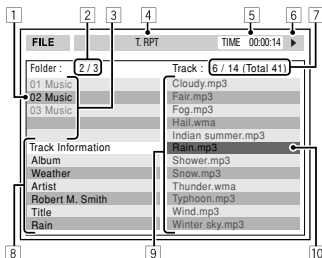 1 2 3 4 5 6 7
FILE T. RPT TIME 00:00:14
Folder : 2 / 3 Track : 6 / 14 (Total 41)
01 Music
02 Music
03 Music
Cloudy.mp3
Fair.mp3
Fog.mp3
Hail.wma
Indian summer.mp3
Rain.mp3
Shower.mp3
Snow.mp3
Thunder.wma
Typhoon.mp3
Wind.mp3
Winter sky.mp3
Track Information
Album
Weather
Artist
Robert M. Smith
Title
Rain
8 9 10